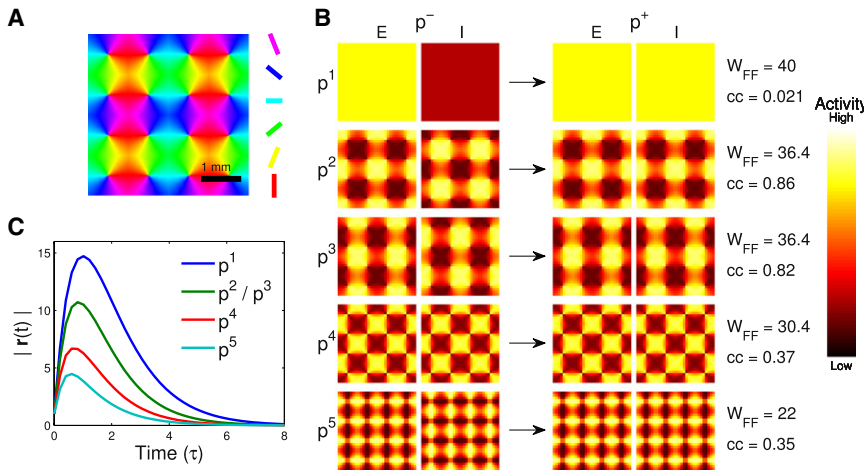 A
1 mm
B
p⁻ p⁺
E I E I
p¹
W_FF = 40
cc = 0.021
p²
W_FF = 36.4
cc = 0.86
p³
W_FF = 36.4
cc = 0.82
p⁴
W_FF = 30.4
cc = 0.37
p⁵
W_FF = 22
cc = 0.35
Activity
High
Low
C
15
10
5
0
| r(t) |
p¹
p² / p³
p⁴
p⁵
0 2 4 6 8
Time (τ)